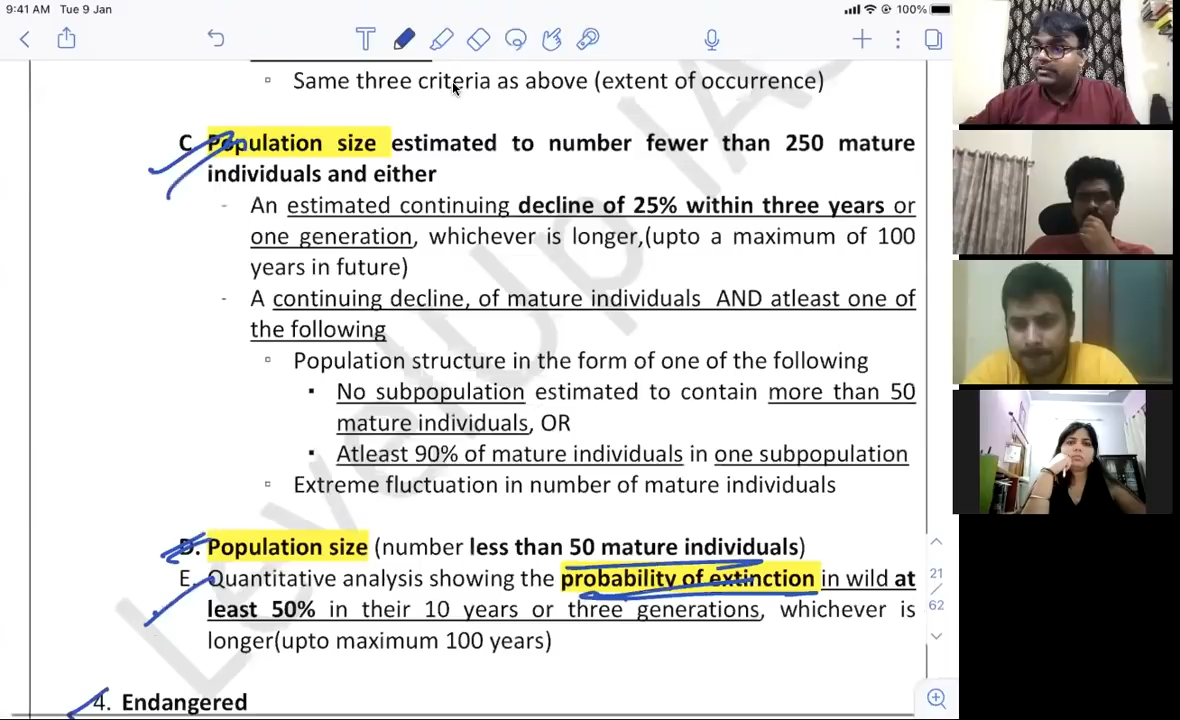 9:41 AM Tue 9 Jan
100%
▫ Same three criteria as above (extent of occurrence)
C. Population size estimated to number fewer than 250 mature
individuals and either
- An estimated continuing decline of 25% within three years or
one generation, whichever is longer,(upto a maximum of 100
years in future)
- A continuing decline, of mature individuals AND atleast one of
the following
▫ Population structure in the form of one of the following
▪ No subpopulation estimated to contain more than 50
mature individuals, OR
▪ Atleast 90% of mature individuals in one subpopulation
▫ Extreme fluctuation in number of mature individuals
D. Population size (number less than 50 mature individuals)
E. Quantitative analysis showing the probability of extinction in wild at
least 50% in their 10 years or three generations, whichever is
longer(upto maximum 100 years)
4. Endangered
LevelUp IAS
21
62